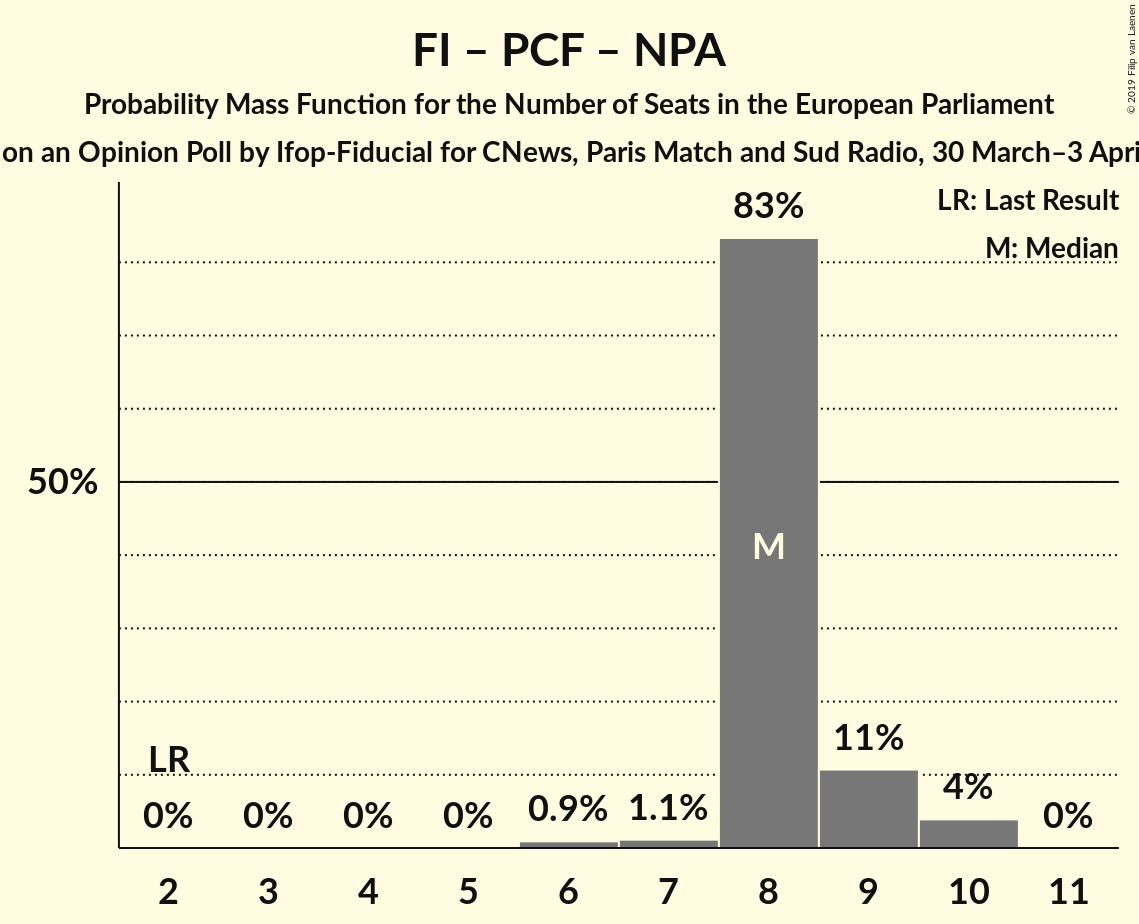 FI – PCF – NPA
Probability Mass Function for the Number of Seats in the European Parliament
on an Opinion Poll by Ifop-Fiducial for CNews, Paris Match and Sud Radio, 30 March–3 Apri
© 2019 Filip van Laenen
LR: Last Result
M: Median
83%
50%
M
LR
11%
4%
0% 0% 0% 0% 0.9% 1.1% 0%
2 3 4 5 6 7 8 9 10 11